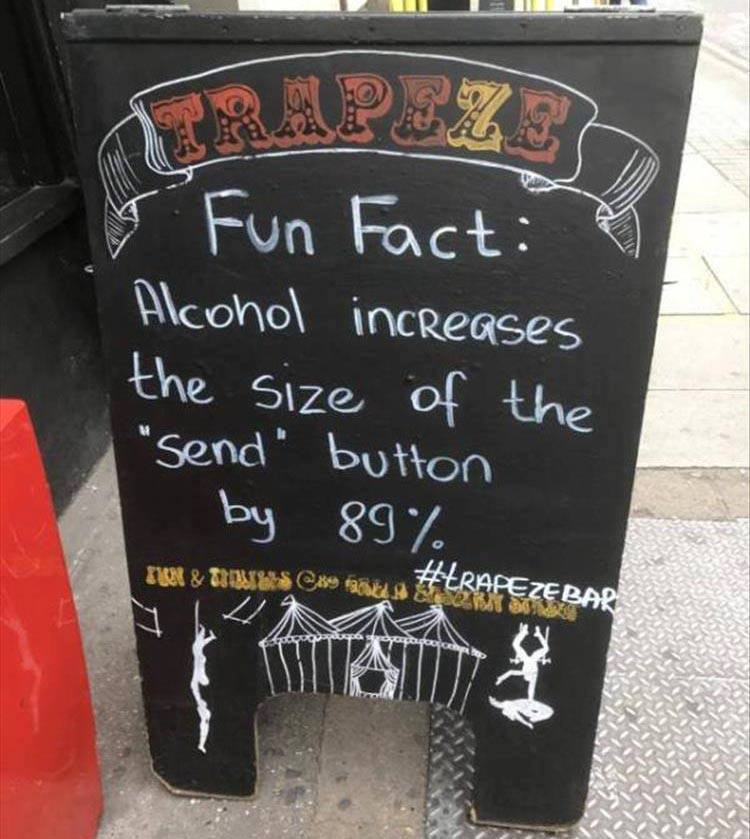 TRAPEZE
Fun Fact:
Alcohol increases
the size of the
"send" button
by 89%
#tRAPEZEBAR
&